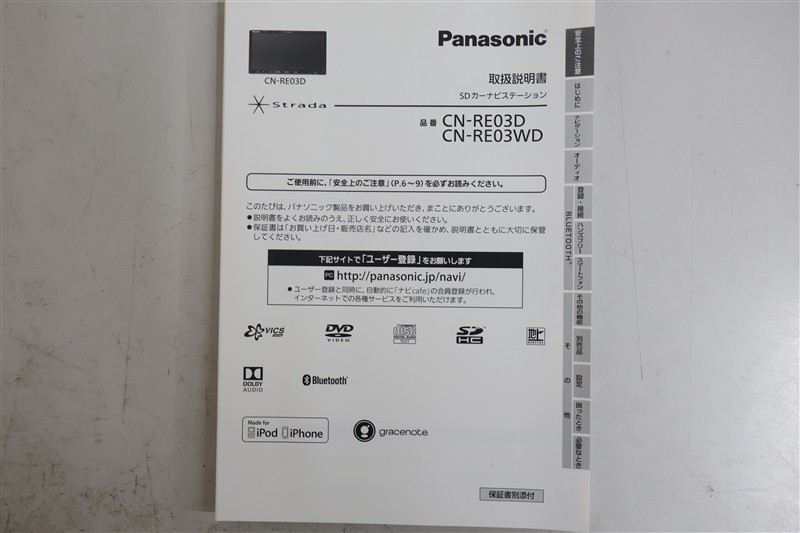 Panasonic
CN-RE03D
取扱説明書
SDカーナビステーション
Strada
品番 CN-RE03D
CN-RE03WD
ご使用前に、「安全上のご注意」(P.6～9)を必ずお読みください。
このたびは、パナソニック製品をお買い上げいただき、まことにありがとうございます。
●説明書をよくお読みのうえ、正しく安全にお使いください。
●保証書は「お買い上げ日・販売店名」などの記入を確かめ、説明書とともに大切に保管
してください。
下記サイトで「ユーザー登録」をお願いします
PC http://panasonic.jp/navi/
●ユーザー登録と同時に、自動的に「ナビcafe」の会員登録が行われ、
インターネットでの各種サービスをご利用いただけます。
VICS
DVD
VIDEO
COMPACT
disc
DIGITAL AUDIO
SD
HC
DOLBY
AUDIO
Bluetooth®
Made for
iPod iPhone
gracenote.
保証書別添付
安全上のご注意
はじめに
ナビゲーション
オーディオ
登録・接続
ハンズフリー
スマートフォン
BLUETOOTH®
その他の機能
別売品
設定
困ったとき
必要なとき
その他